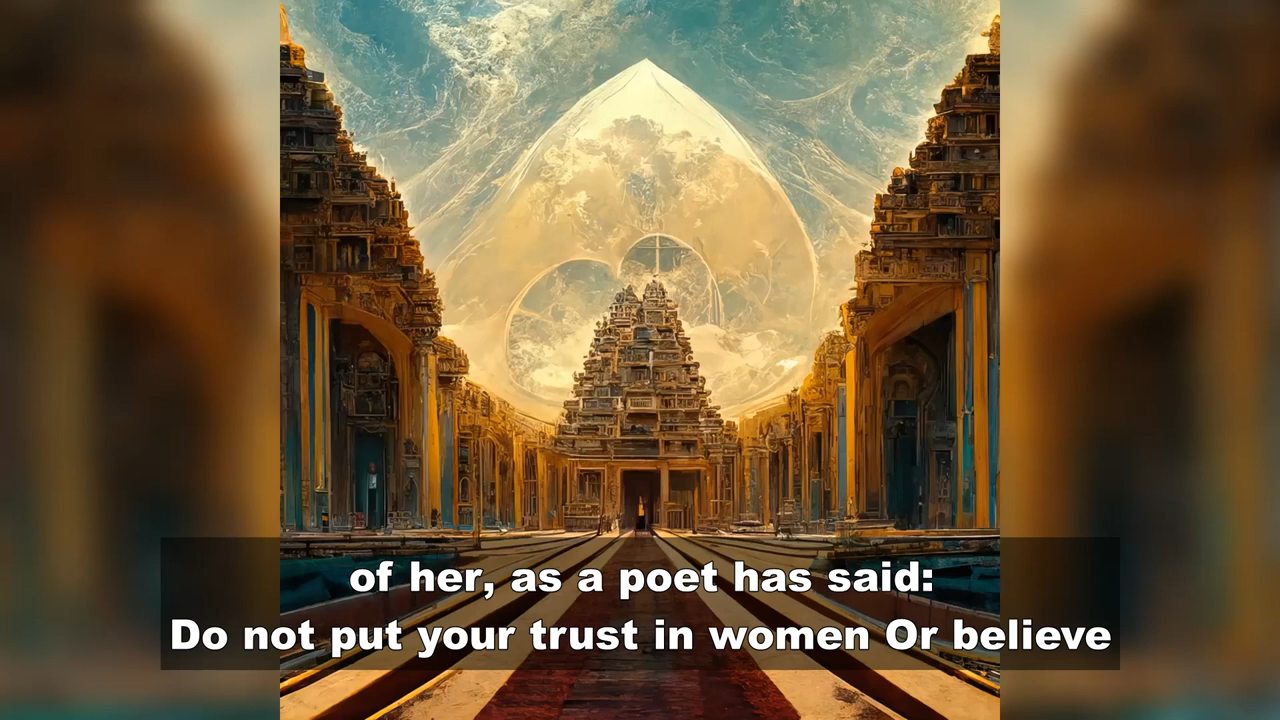 of her, as a poet has said:
Do not put your trust in women Or believe